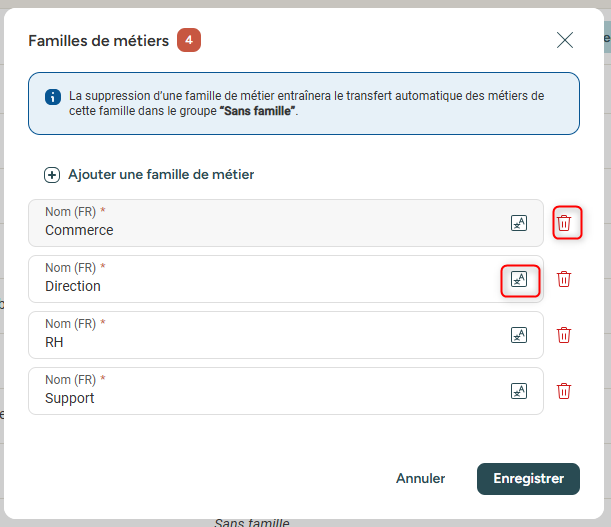 Familles de métiers 4
La suppression d’une famille de métier entraînera le transfert automatique des métiers de
cette famille dans le groupe “Sans famille”.
Ajouter une famille de métier
Nom (FR) *
Commerce
Nom (FR) *
Direction
Nom (FR) *
RH
Nom (FR) *
Support
Annuler
Enregistrer
Sans famille